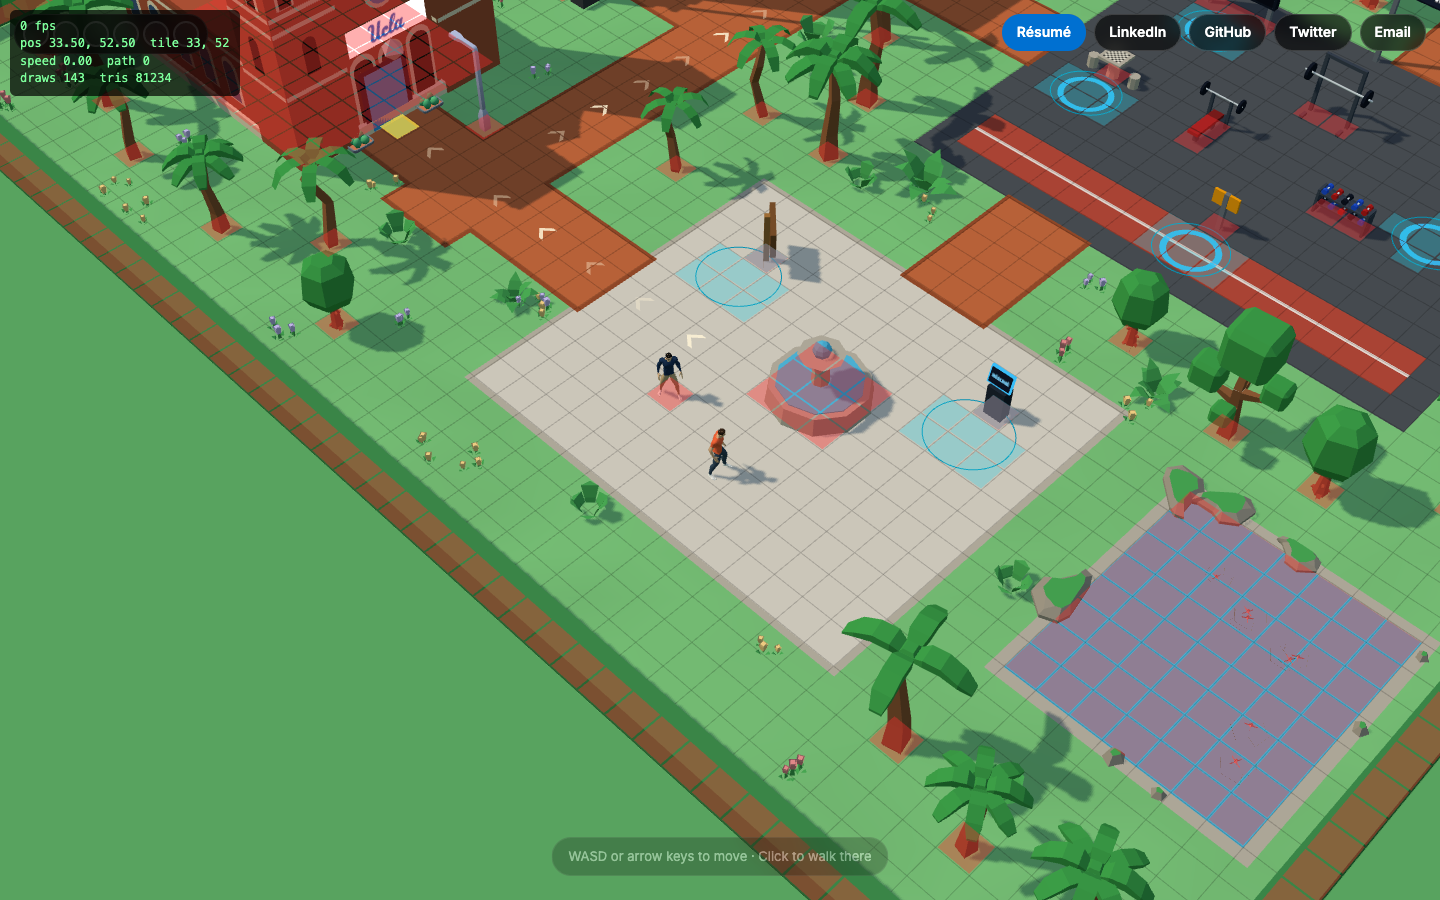 0 fps
pos 33.50, 52.50 tile 33, 52
speed 0.00 path 0
draws 143 tris 81234
Ucla
Résumé
LinkedIn
GitHub
Twitter
Email
RÉSUMÉ
WASD or arrow keys to move · Click to walk there